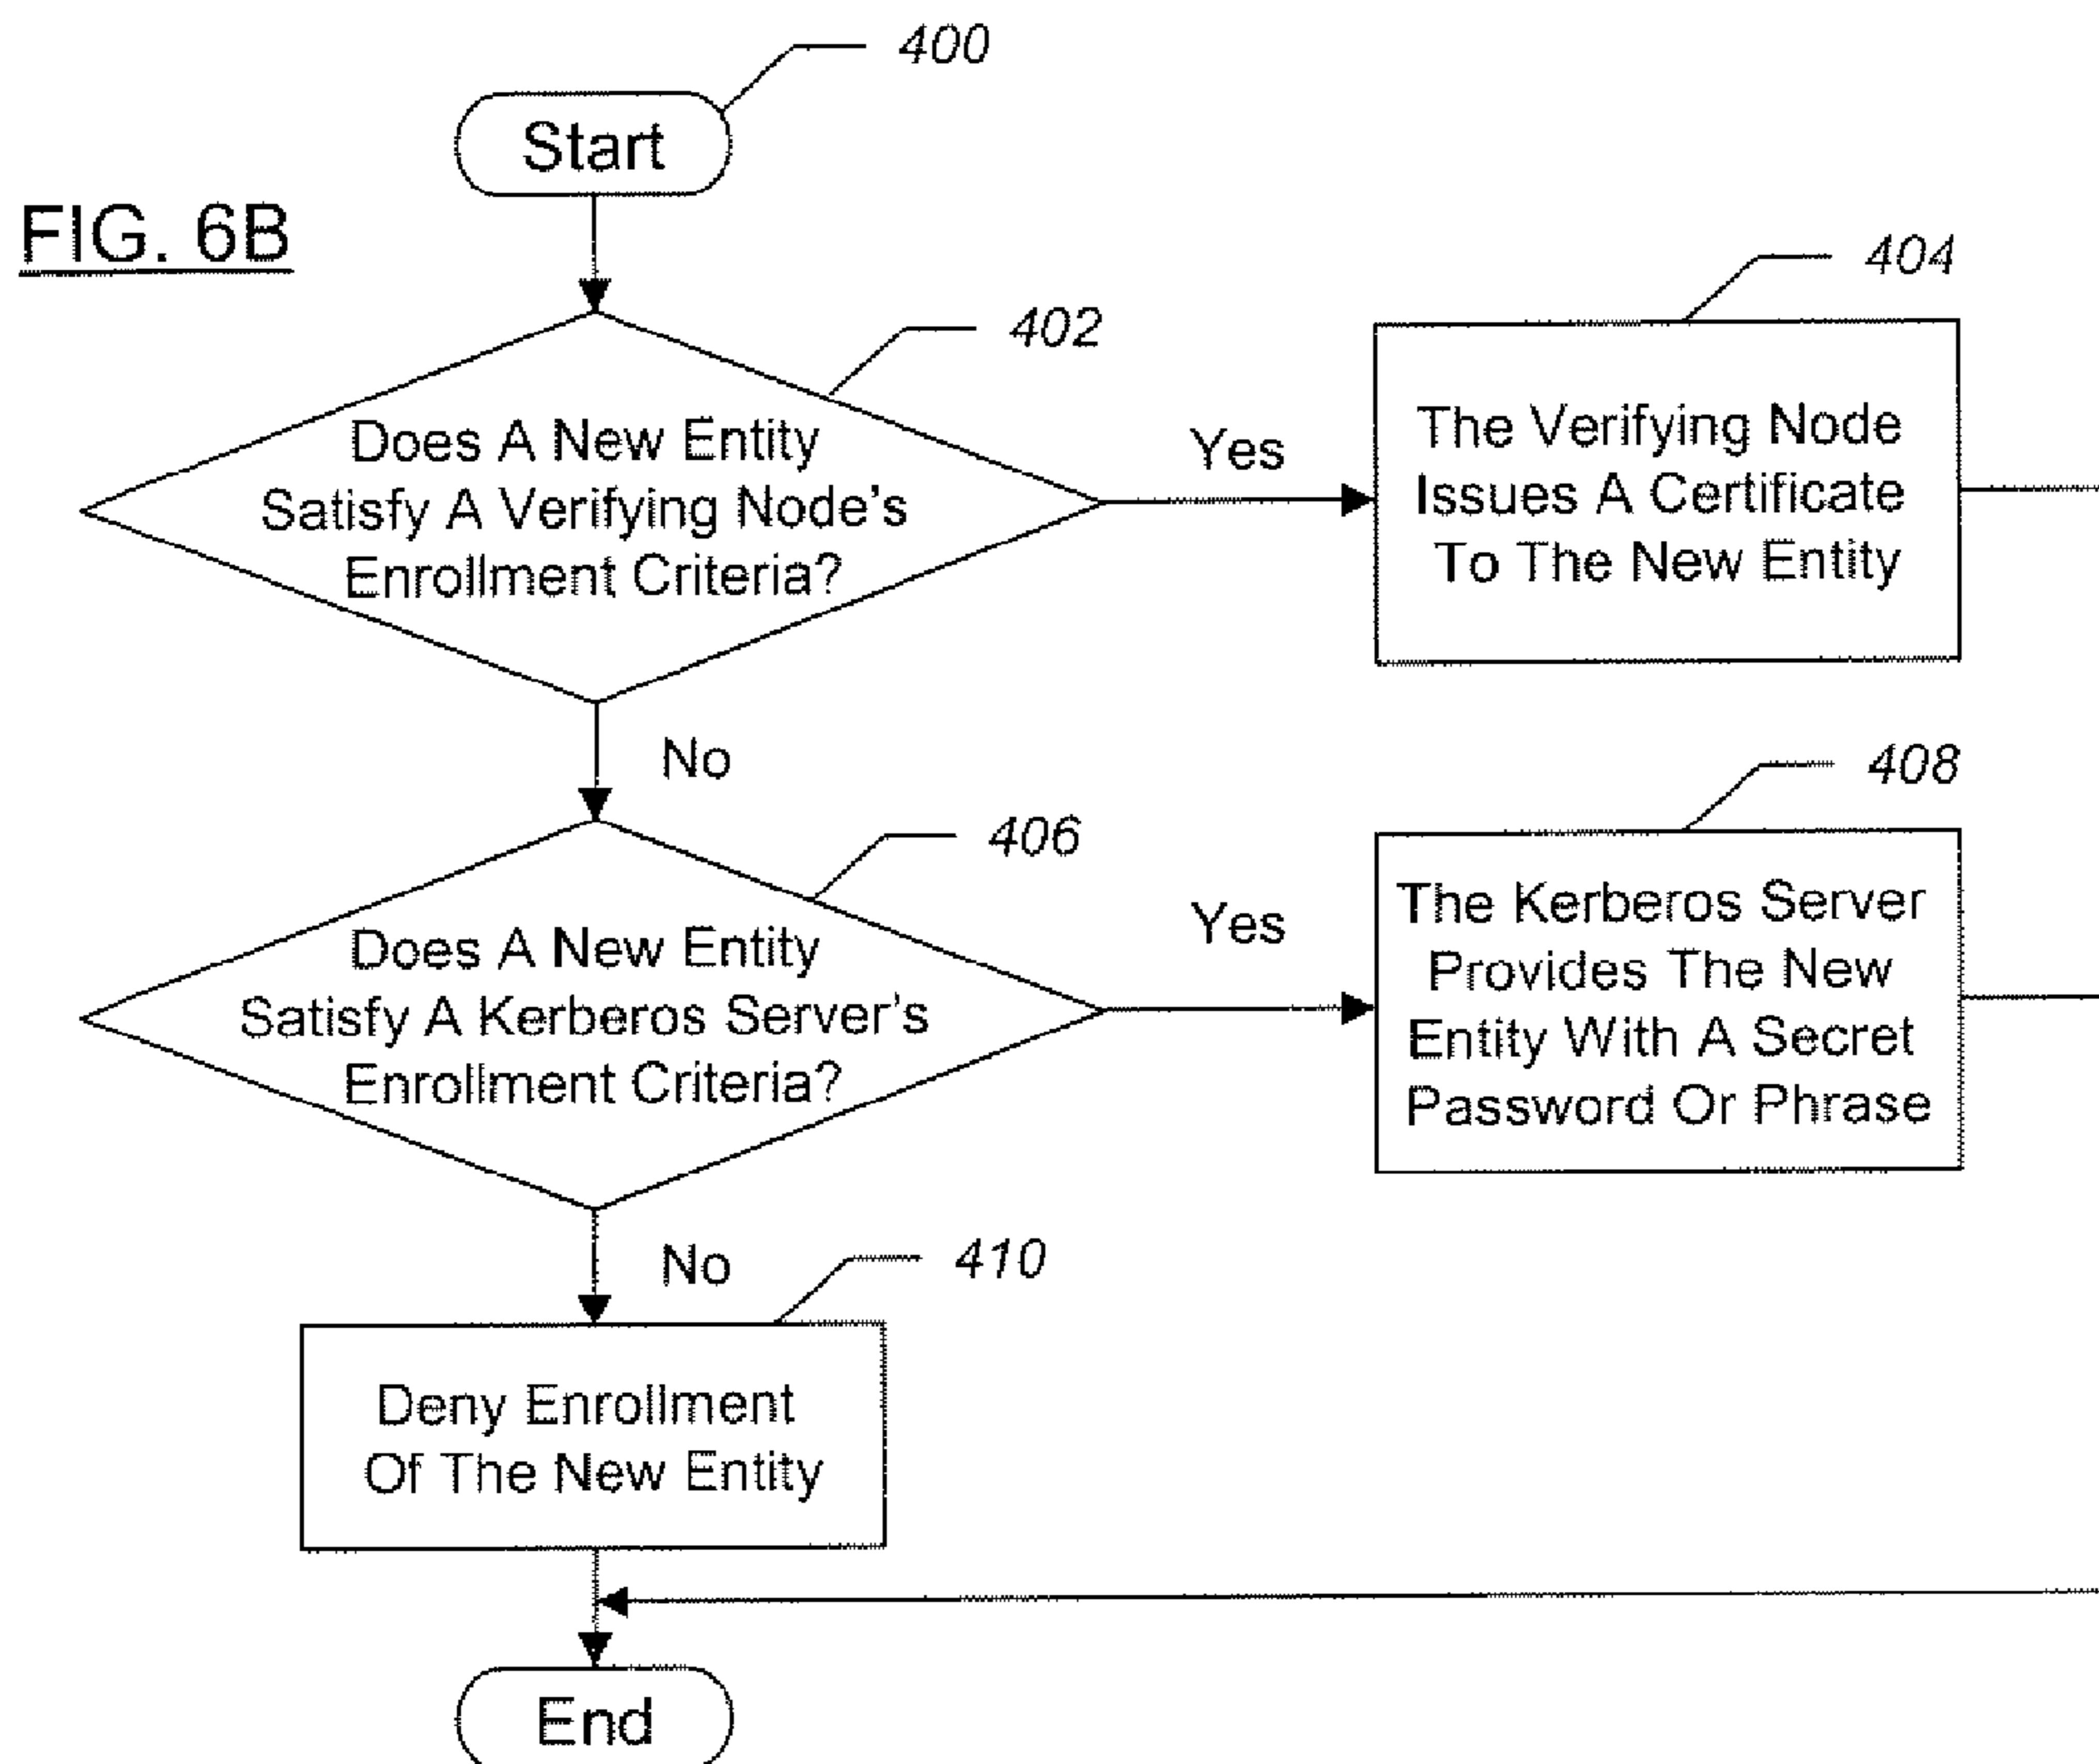 400
Start
FIG. 6B
402
Does A New Entity
Satisfy A Verifying Node's
Enrollment Criteria?
Yes
404
The Verifying Node
Issues A Certificate
To The New Entity
No
406
Does A New Entity
Satisfy A Kerberos Server's
Enrollment Criteria?
Yes
408
The Kerberos Server
Provides The New
Entity With A Secret
Password Or Phrase
No
410
Deny Enrollment
Of The New Entity
End